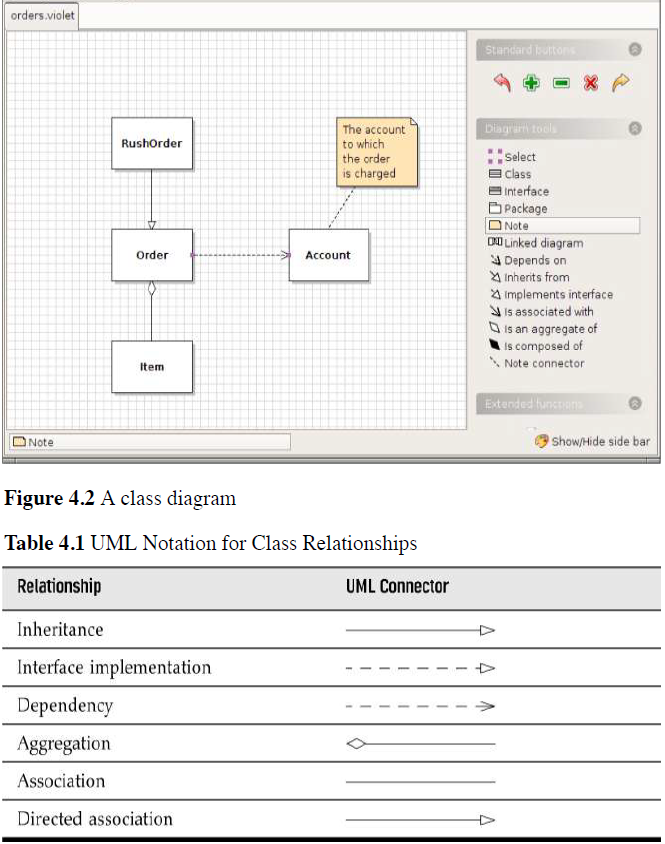 orders.violet
RushOrder
The account
to which
the order
is charged
Order
Account
Item
Standard buttons
Diagram tools
Select
Class
Interface
Package
Note
Linked diagram
Depends on
Inherits from
Implements interface
Is associated with
Is an aggregate of
Is composed of
Note connector
Extended functions
Note
Show/Hide side bar
Figure 4.2 A class diagram
Table 4.1 UML Notation for Class Relationships
Relationship UML Connector
Inheritance
Interface implementation
Dependency
Aggregation
Association
Directed association